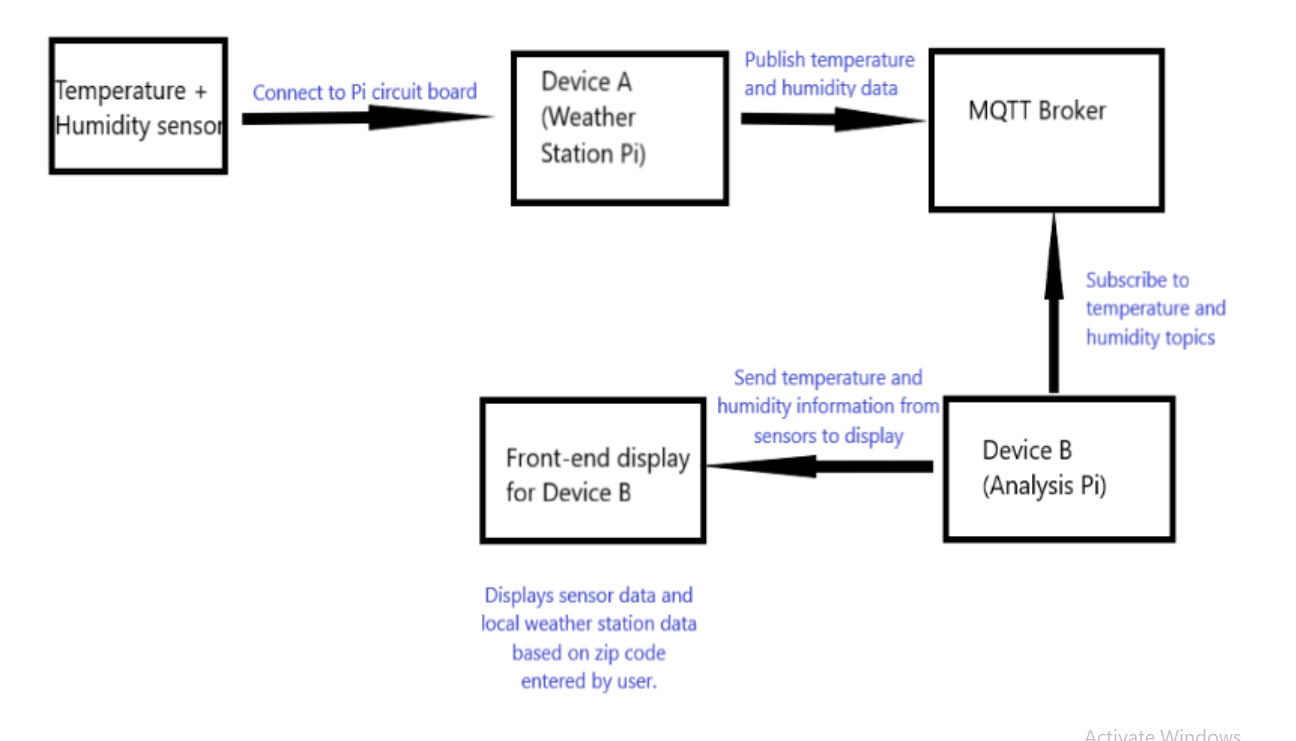 Temperature +
Humidity sensor
Connect to Pi circuit board
Device A
(Weather
Station Pi)
Publish temperature
and humidity data
MQTT Broker
Subscribe to
temperature and
humidity topics
Send temperature and
humidity information from
sensors to display
Front-end display
for Device B
Device B
(Analysis Pi)
Displays sensor data and
local weather station data
based on zip code
entered by user.
Activate Windows